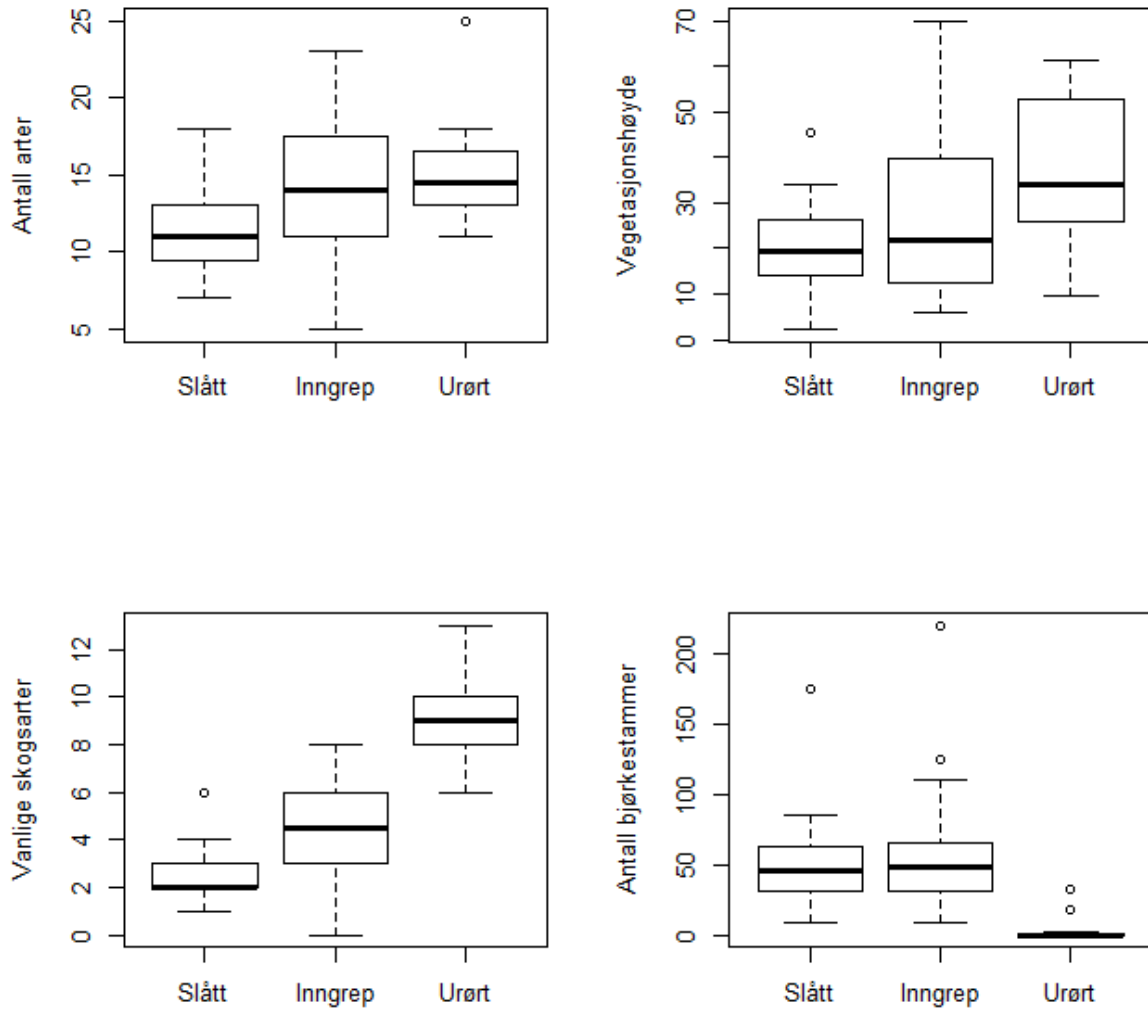 Antall arter
25
20
15
10
5
Slått Inngrep Urørt
Vegetasjonshøyde
70
50
30
10
0
Slått Inngrep Urørt
Vanlige skogsarter
12
10
8
6
4
2
0
Slått Inngrep Urørt
Antall bjørkestammer
200
150
100
50
0
Slått Inngrep Urørt